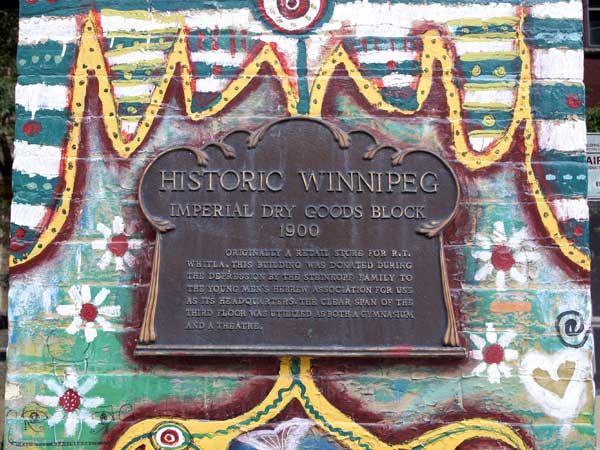 HISTORIC WINNIPEG
IMPERIAL DRY GOODS BLOCK
1900
ORIGINALLY A RETAIL STORE FOR R.T.
WHITLA, THIS BUILDING WAS DONATED DURING
THE DEPRESSION BY THE STEINKOPF FAMILY TO
THE YOUNG MEN'S HEBREW ASSOCIATION FOR USE
AS ITS HEADQUARTERS. THE CLEAR SPAN OF THE
THIRD FLOOR WAS UTILIZED AS BOTH A GYMNASIUM
AND A THEATRE.
@